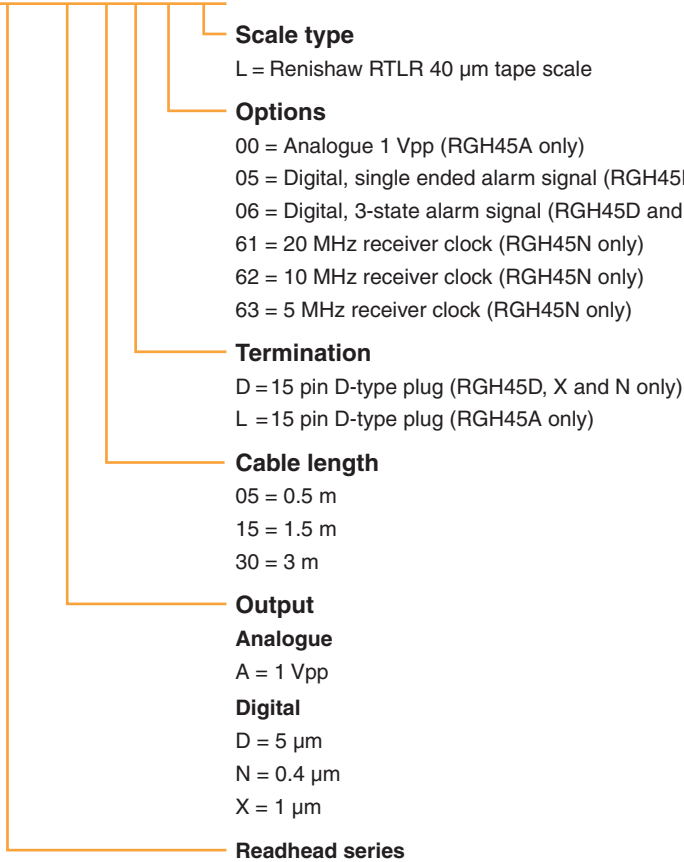 Scale type
L = Renishaw RTLR 40 µm tape scale
Options
00 = Analogue 1 Vpp (RGH45A only)
05 = Digital, single ended alarm signal
06 = Digital, 3-state alarm signal (RGH45D and
61 = 20 MHz receiver clock (RGH45N only)
62 = 10 MHz receiver clock (RGH45N only)
63 = 5 MHz receiver clock (RGH45N only)
Termination
D = 15 pin D-type plug (RGH45D, X and N only)
L = 15 pin D-type plug (RGH45A only)
Cable length
05 = 0.5 m
15 = 1.5 m
30 = 3 m
Output
Analogue
A = 1 Vpp
Digital
D = 5 µm
N = 0.4 µm
X = 1 µm
Readhead series